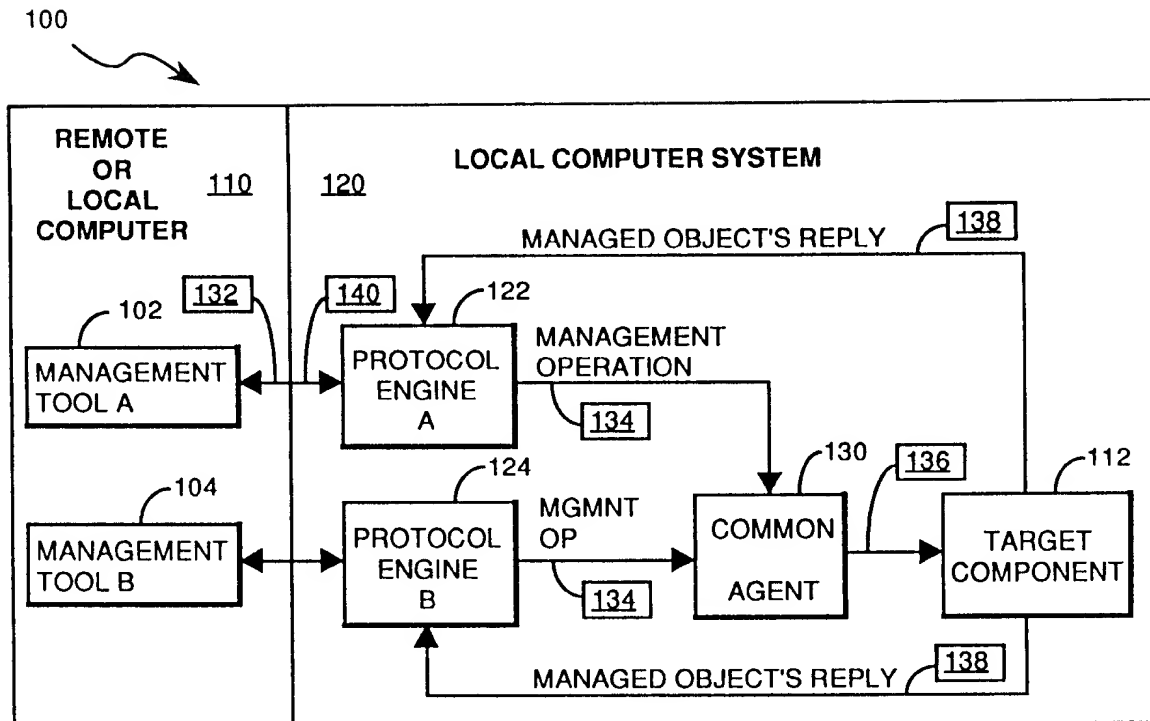 100
REMOTE
OR
LOCAL
COMPUTER
110
120
LOCAL COMPUTER SYSTEM
MANAGED OBJECT'S REPLY
138
132
140
102
122
MANAGEMENT
TOOL A
PROTOCOL
ENGINE
A
MANAGEMENT
OPERATION
134
104
124
130
136
112
MANAGEMENT
TOOL B
PROTOCOL
ENGINE
B
MGMNT
OP
134
COMMON
AGENT
TARGET
COMPONENT
MANAGED OBJECT'S REPLY
138